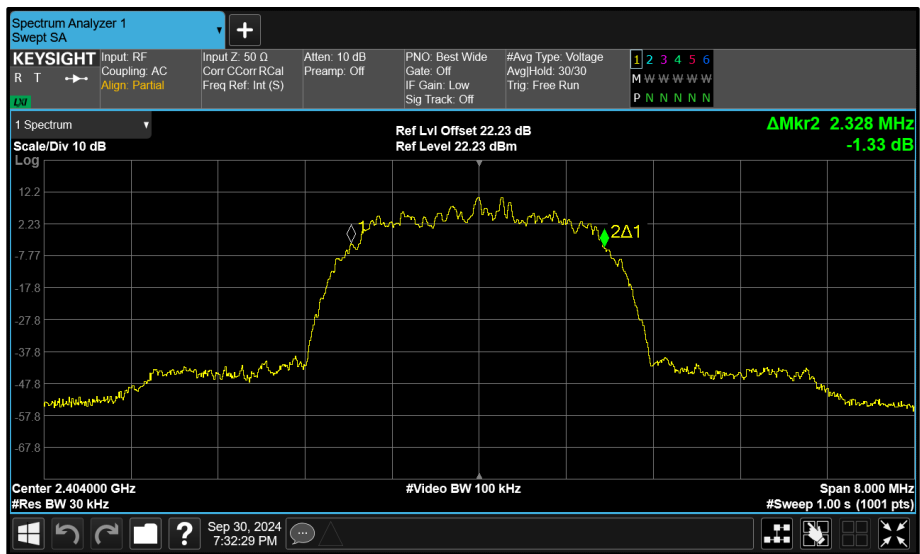 Spectrum Analyzer 1
Swept SA
+
KEYSIGHT
R T
LXI
Input: RF
Coupling: AC
Align: Partial
Input Z: 50 Ω
Corr CCorr RCal
Freq Ref: Int (S)
Atten: 10 dB
Preamp: Off
PNO: Best Wide
Gate: Off
IF Gain: Low
Sig Track: Off
#Avg Type: Voltage
Avg|Hold: 30/30
Trig: Free Run
1 2 3 4 5 6
M W W W W W
P N N N N N
1 Spectrum
Scale/Div 10 dB
Ref Lvl Offset 22.23 dB
Ref Level 22.23 dBm
ΔMkr2 2.328 MHz
-1.33 dB
Log
12.2
2.23
-7.77
-17.8
-27.8
-37.8
-47.8
-57.8
-67.8
1
2Δ1
Center 2.404000 GHz
#Video BW 100 kHz
Span 8.000 MHz
#Res BW 30 kHz
#Sweep 1.00 s (1001 pts)
?
Sep 30, 2024
7:32:29 PM